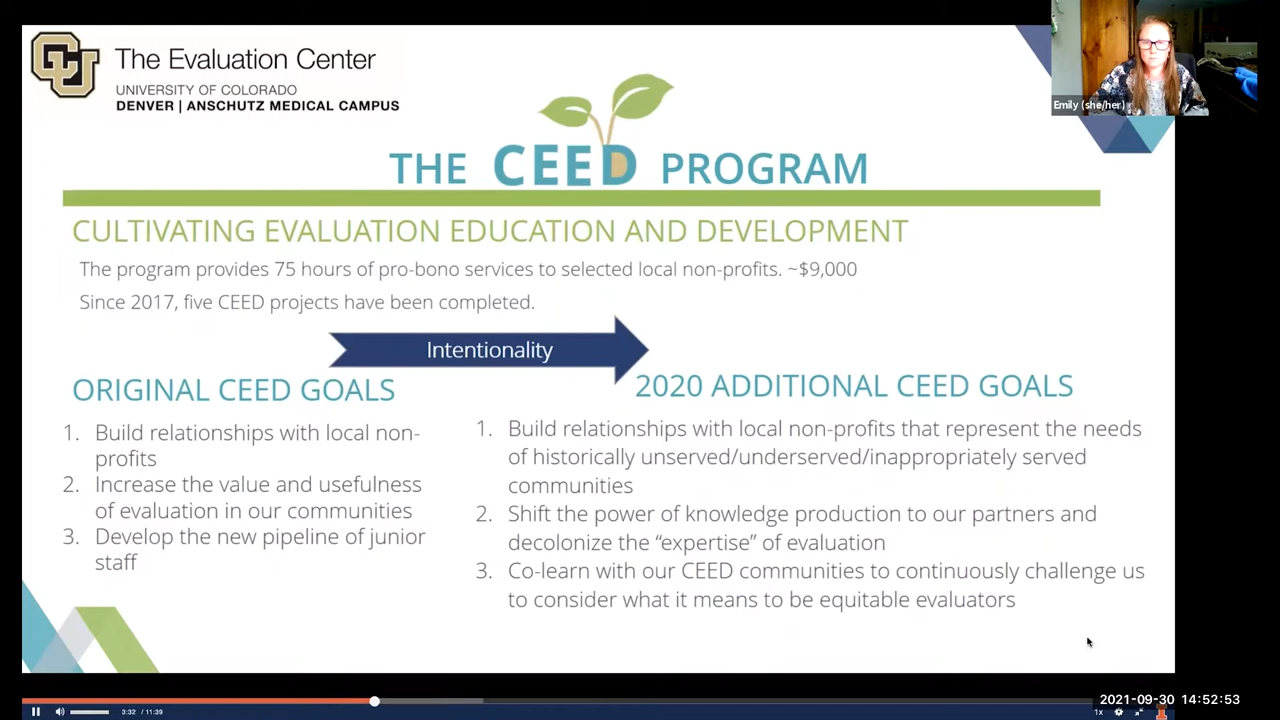 CU
The Evaluation Center
UNIVERSITY OF COLORADO
DENVER | ANSCHUTZ MEDICAL CAMPUS
Emily (she/her)
THE CEED PROGRAM
CULTIVATING EVALUATION EDUCATION AND DEVELOPMENT
The program provides 75 hours of pro-bono services to selected local non-profits. ~$9,000
Since 2017, five CEED projects have been completed.
Intentionality
ORIGINAL CEED GOALS
1. Build relationships with local non-
profits
2. Increase the value and usefulness
of evaluation in our communities
3. Develop the new pipeline of junior
staff
2020 ADDITIONAL CEED GOALS
1. Build relationships with local non-profits that represent the needs
of historically unserved/underserved/inappropriately served
communities
2. Shift the power of knowledge production to our partners and
decolonize the “expertise” of evaluation
3. Co-learn with our CEED communities to continuously challenge us
to consider what it means to be equitable evaluators
2021-09-30 14:52:53
3:32 / 11:39
1x